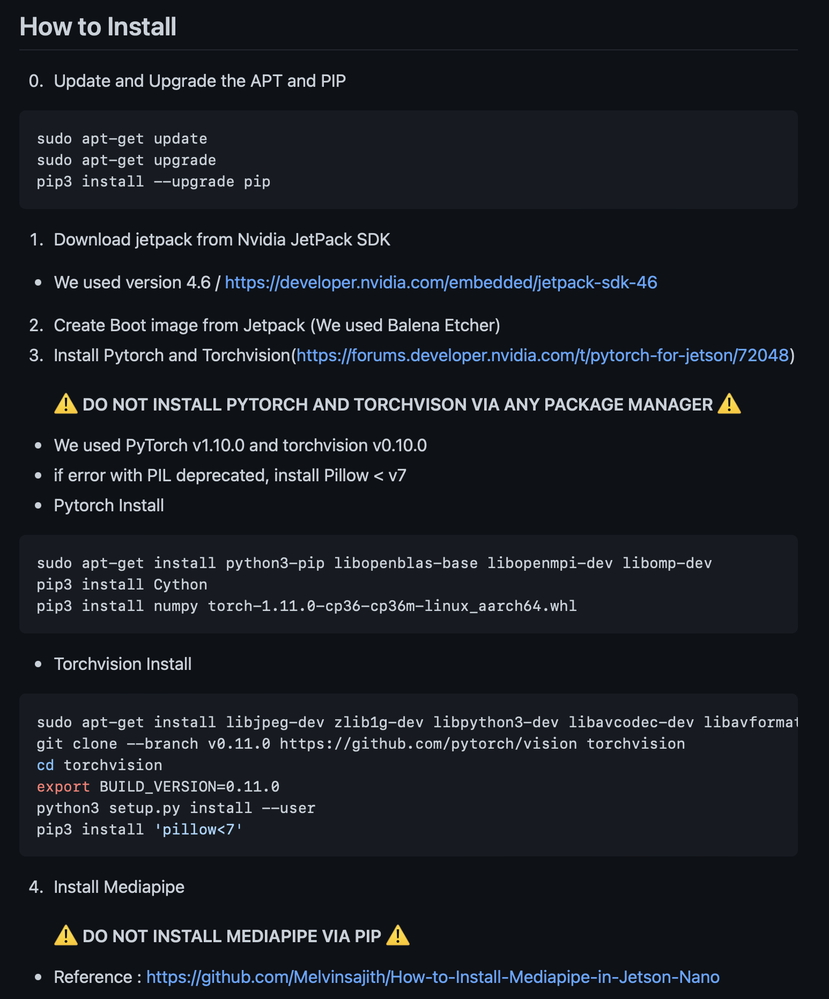 How to Install
0. Update and Upgrade the APT and PIP
sudo apt-get update
sudo apt-get upgrade
pip3 install --upgrade pip
1. Download jetpack from Nvidia JetPack SDK
• We used version 4.6 / https://developer.nvidia.com/embedded/jetpack-sdk-46
2. Create Boot image from Jetpack (We used Balena Etcher)
3. Install Pytorch and Torchvision(https://forums.developer.nvidia.com/t/pytorch-for-jetson/72048)
⚠️ DO NOT INSTALL PYTORCH AND TORCHVISON VIA ANY PACKAGE MANAGER ⚠️
• We used PyTorch v1.10.0 and torchvision v0.10.0
• if error with PIL deprecated, install Pillow < v7
• Pytorch Install
sudo apt-get install python3-pip libopenblas-base libopenmpi-dev libomp-dev
pip3 install Cython
pip3 install numpy torch-1.11.0-cp36-cp36m-linux_aarch64.whl
• Torchvision Install
sudo apt-get install libjpeg-dev zlib1g-dev libpython3-dev libavcodec-dev libavformat
git clone --branch v0.11.0 https://github.com/pytorch/vision torchvision
cd torchvision
export BUILD_VERSION=0.11.0
python3 setup.py install --user
pip3 install 'pillow<7'
4. Install Mediapipe
⚠️ DO NOT INSTALL MEDIAPIPE VIA PIP ⚠️
• Reference : https://github.com/Melvinsajith/How-to-Install-Mediapipe-in-Jetson-Nano